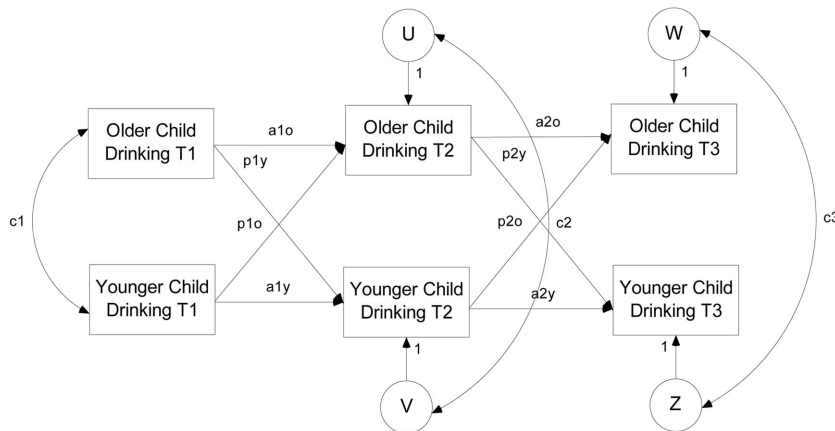 U
W
1
1
Older Child
Drinking T1
a1o
Older Child
Drinking T2
a2o
Older Child
Drinking T3
p1y
p2y
c1
p1o
p2o
c2
c3
Younger Child
Drinking T1
a1y
Younger Child
Drinking T2
a2y
Younger Child
Drinking T3
1
1
V
Z